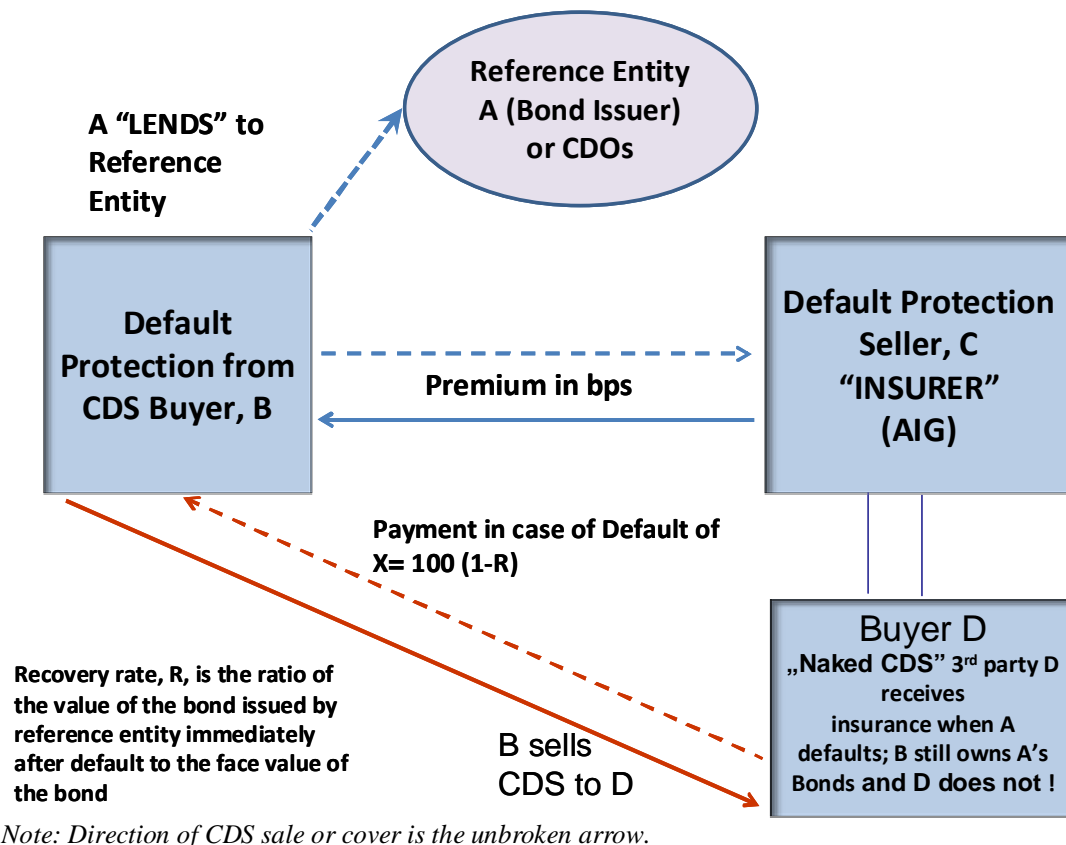 Reference Entity
A (Bond Issuer)
or CDOs
A “LENDS” to
Reference
Entity
Default
Protection from
CDS Buyer, B
Premium in bps
Default Protection
Seller, C
“INSURER”
(AIG)
Payment in case of Default of
X= 100 (1-R)
Recovery rate, R, is the ratio of
the value of the bond issued by
reference entity immediately
after default to the face value of
the bond
B sells
CDS to D
Buyer D
„Naked CDS” 3rd party D
receives
insurance when A
defaults; B still owns A’s
Bonds and D does not !
Note: Direction of CDS sale or cover is the unbroken arrow.